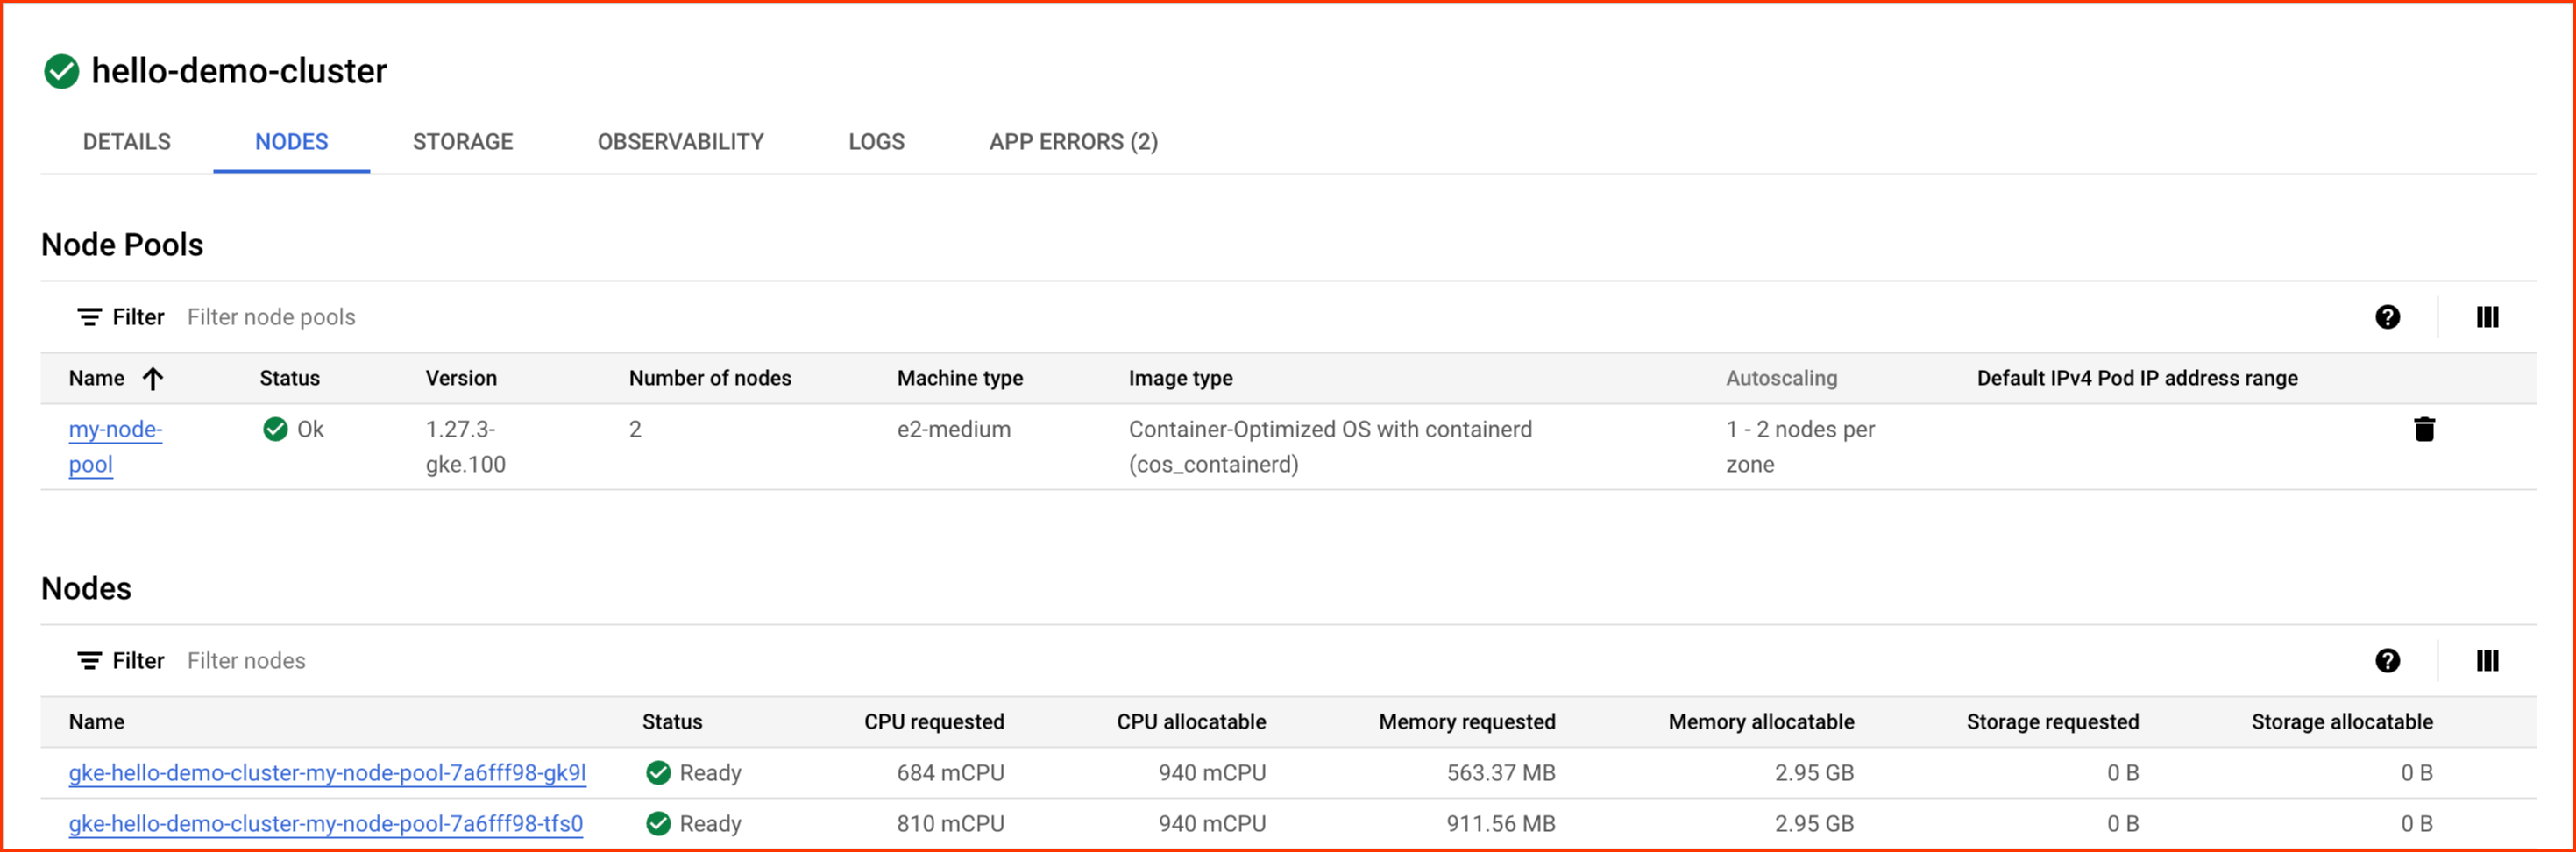 hello-demo-cluster
DETAILS NODES STORAGE OBSERVABILITY LOGS APP ERRORS (2)
Node Pools
Filter Filter node pools
Name Status Version Number of nodes Machine type Image type Autoscaling Default IPv4 Pod IP address range
my-node- Ok 1.27.3- 2 e2-medium Container-Optimized OS with containerd 1 - 2 nodes per
pool gke.100 (cos_containerd) zone
Nodes
Filter Filter nodes
Name Status CPU requested CPU allocatable Memory requested Memory allocatable Storage requested Storage allocatable
gke-hello-demo-cluster-my-node-pool-7a6fff98-gk9l Ready 684 mCPU 940 mCPU 563.37 MB 2.95 GB 0 B 0 B
gke-hello-demo-cluster-my-node-pool-7a6fff98-tfs0 Ready 810 mCPU 940 mCPU 911.56 MB 2.95 GB 0 B 0 B